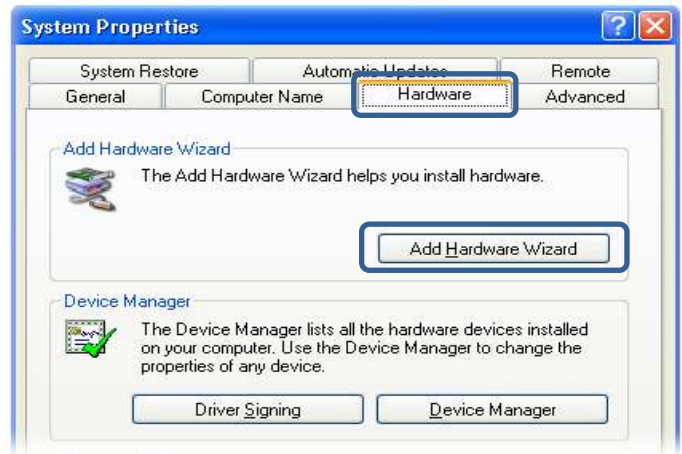 System Properties
System Restore Automatic Updates Remote
General Computer Name Hardware Advanced
Add Hardware Wizard
The Add Hardware Wizard helps you install hardware.
Add Hardware Wizard
Device Manager
The Device Manager lists all the hardware devices installed
on your computer. Use the Device Manager to change the
properties of any device.
Driver Signing Device Manager